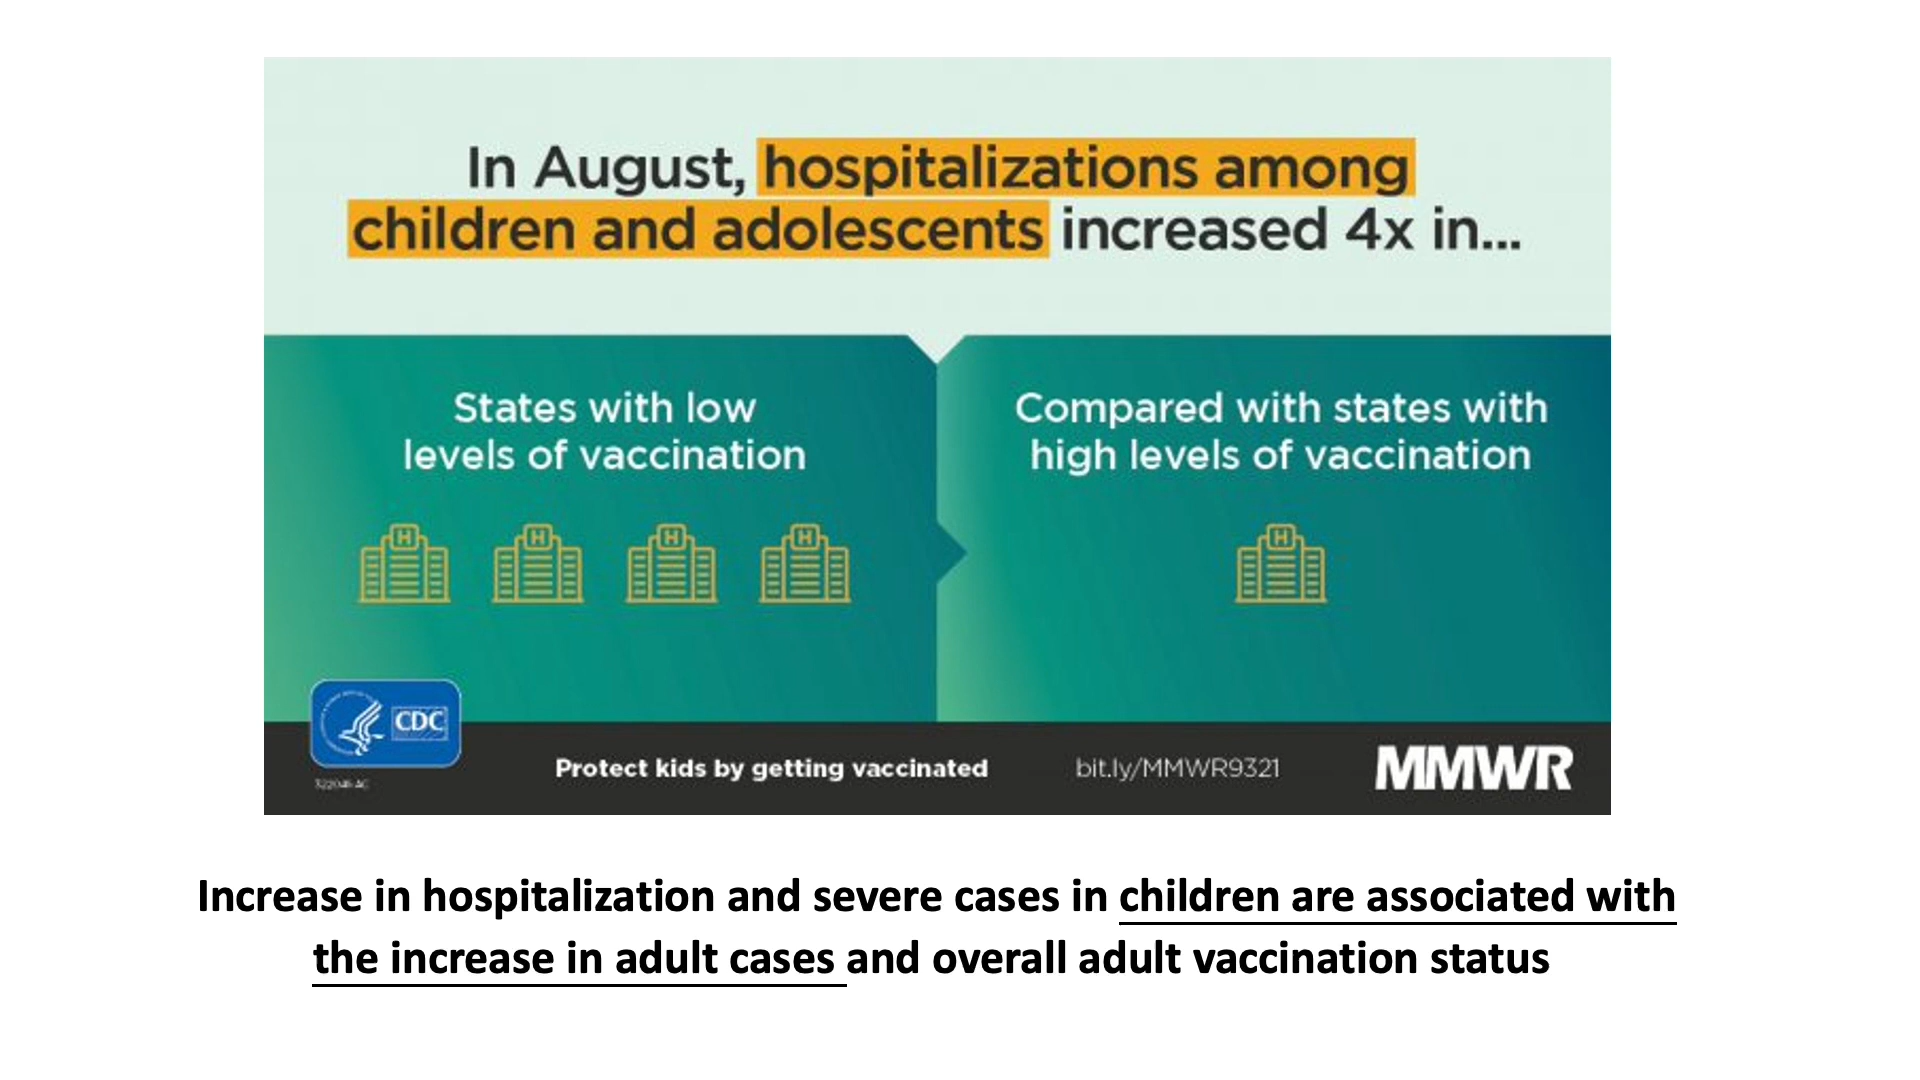 In August, hospitalizations among
children and adolescents increased 4x in...
States with low
levels of vaccination
Compared with states with
high levels of vaccination
H H H H
H
CDC
Protect kids by getting vaccinated
bit.ly/MMWR9321
MMWR
Increase in hospitalization and severe cases in children are associated with
the increase in adult cases and overall adult vaccination status